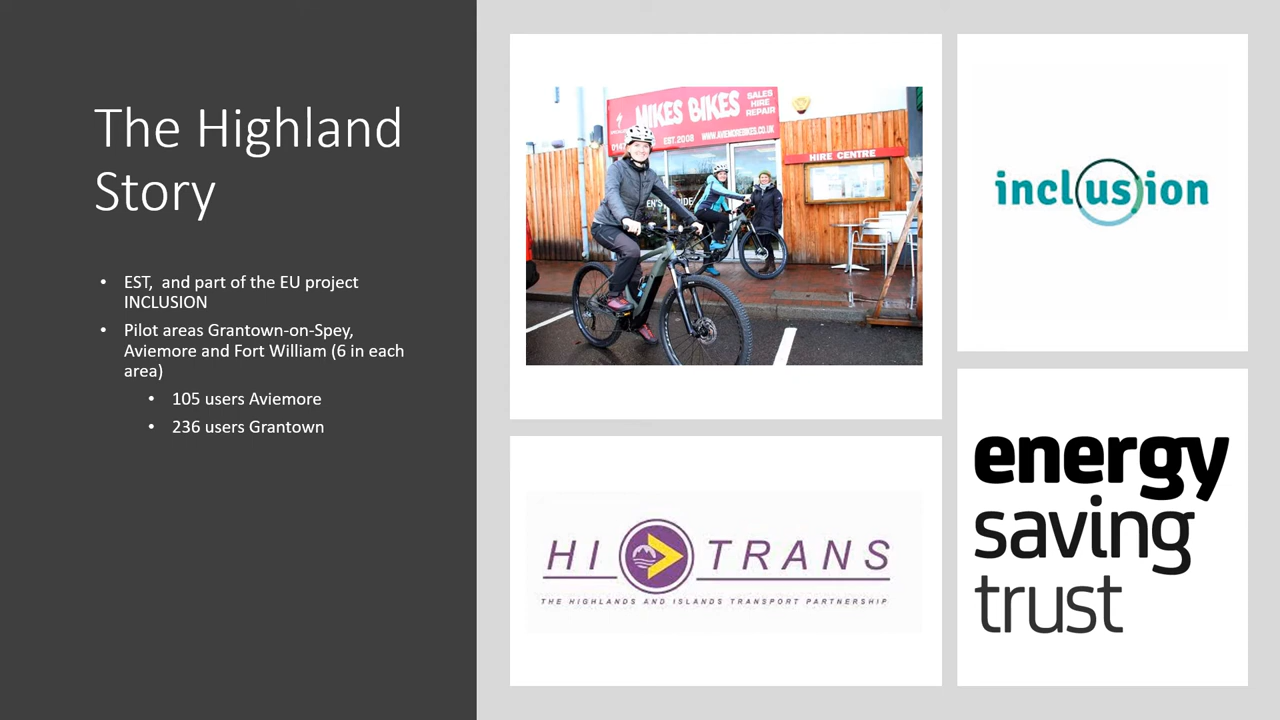 The Highland
Story
• EST,  and part of the EU project
INCLUSION
• Pilot areas Grantown-on-Spey,
Aviemore and Fort William (6 in each
area)
• 105 users Aviemore
• 236 users Grantown
MIKES BIKES
SALES
HIRE
REPAIR
EST.2008
WWW.AVIEMOREBIKES.CO.UK
HIRE CENTRE
inclusion
HI TRANS
THE HIGHLANDS AND ISLANDS TRANSPORT PARTNERSHIP
energy
saving
trust